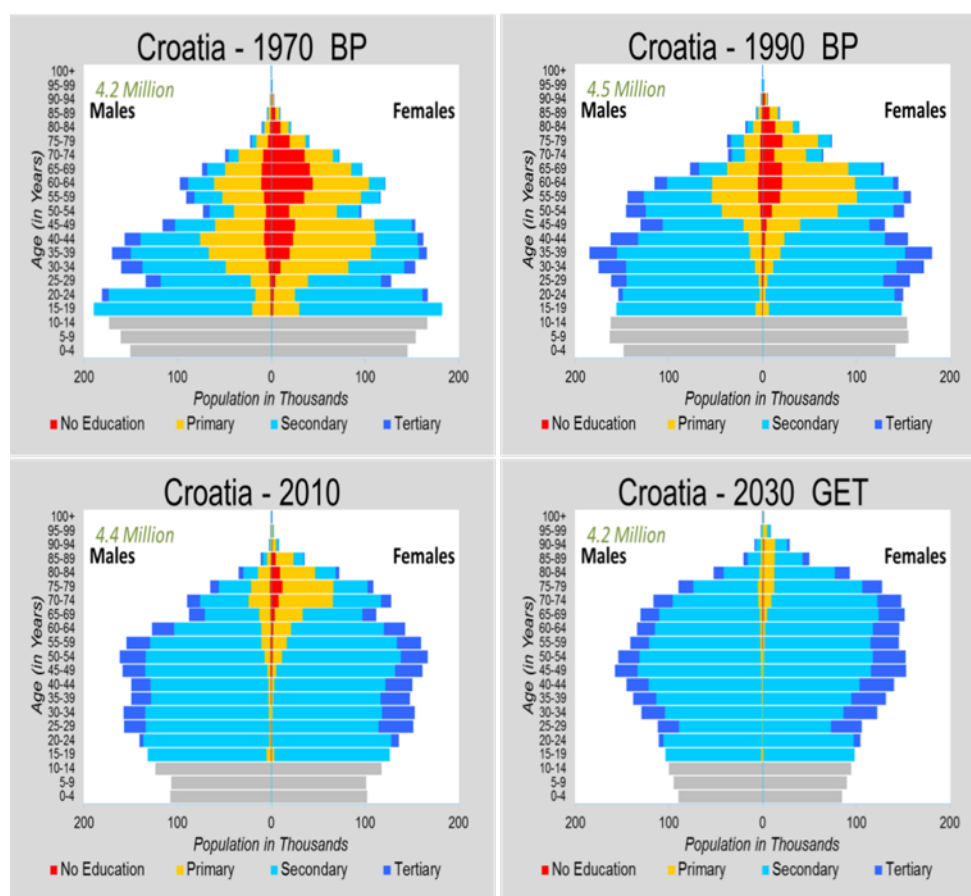 Croatia - 1970 BP
4.2 Million
Males
Females
Age (in Years)
100+
95-99
90-94
85-89
80-84
75-79
70-74
65-69
60-64
55-59
50-54
45-49
40-44
35-39
30-34
25-29
20-24
15-19
10-14
5-9
0-4
200 100 0 100 200
Population in Thousands
No Education Primary Secondary Tertiary
Croatia - 1990 BP
4.5 Million
Males
Females
Age (in Years)
100+
95-99
90-94
85-89
80-84
75-79
70-74
65-69
60-64
55-59
50-54
45-49
40-44
35-39
30-34
25-29
20-24
15-19
10-14
5-9
0-4
200 100 0 100 200
Population in Thousands
No Education Primary Secondary Tertiary
Croatia - 2010
4.4 Million
Males
Females
Age (in Years)
100+
95-99
90-94
85-89
80-84
75-79
70-74
65-69
60-64
55-59
50-54
45-49
40-44
35-39
30-34
25-29
20-24
15-19
10-14
5-9
0-4
200 100 0 100 200
Population in Thousands
No Education Primary Secondary Tertiary
Croatia - 2030 GET
4.2 Million
Males
Females
Age (in Years)
100+
95-99
90-94
85-89
80-84
75-79
70-74
65-69
60-64
55-59
50-54
45-49
40-44
35-39
30-34
25-29
20-24
15-19
10-14
5-9
0-4
200 100 0 100 200
Population in Thousands
No Education Primary Secondary Tertiary